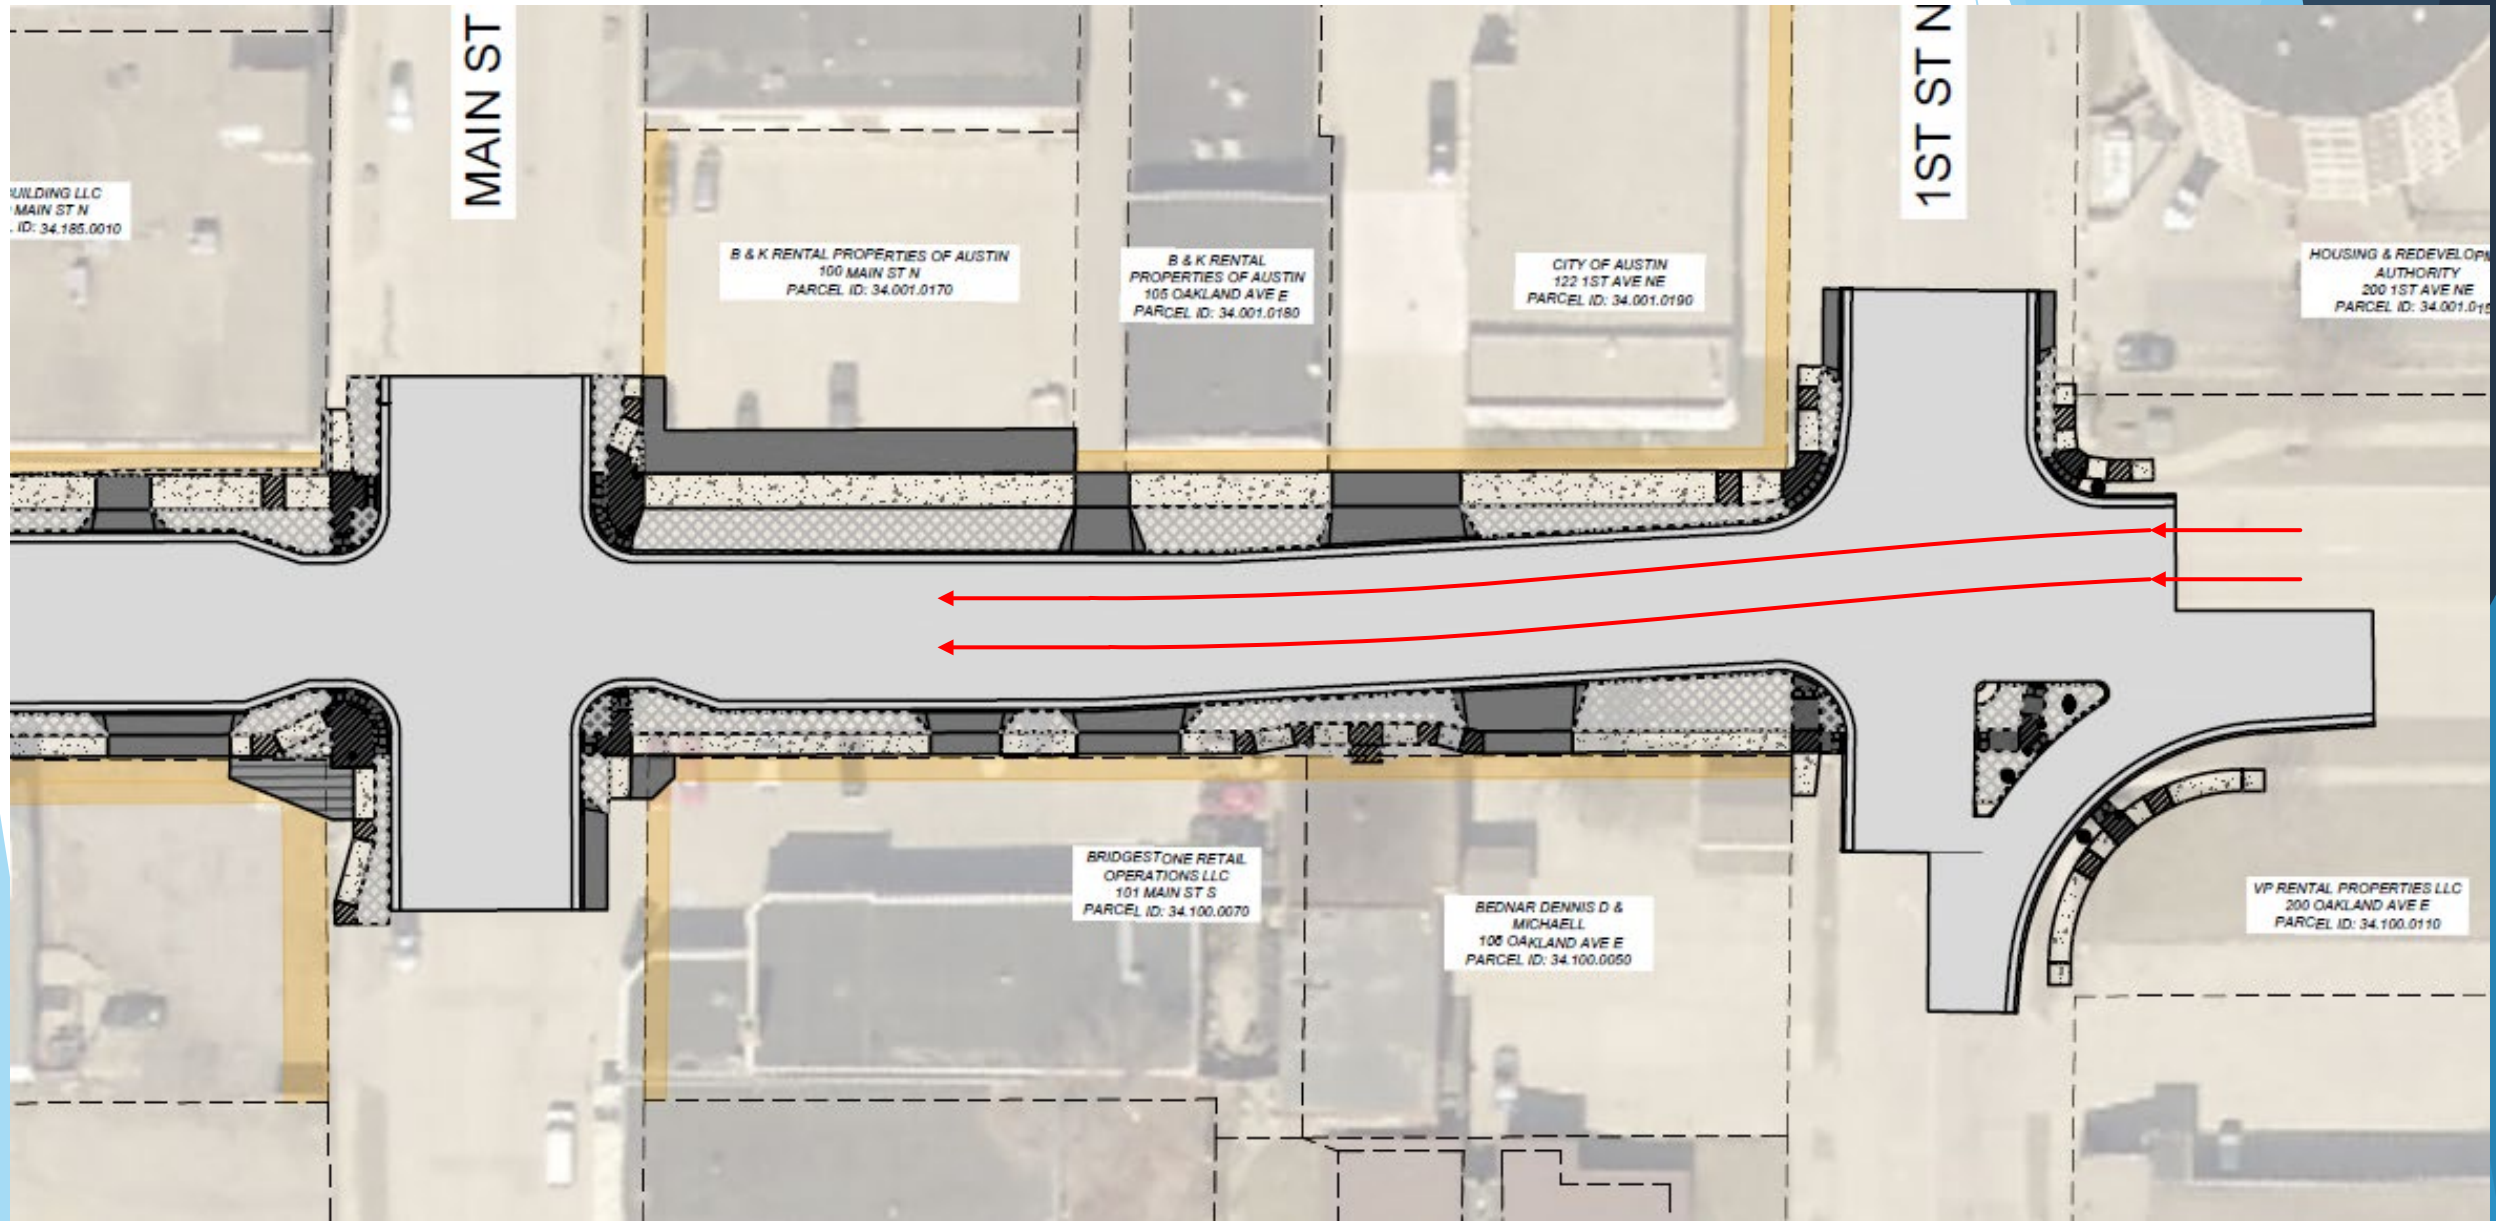 MAIN ST
1ST ST N
UILDING LLC
MAIN ST N
ID: 34.185.0010
B & K RENTAL PROPERTIES OF AUSTIN
100 MAIN ST N
PARCEL ID: 34.001.0170
B & K RENTAL
PROPERTIES OF AUSTIN
105 OAKLAND AVE E
PARCEL ID: 34.001.0180
CITY OF AUSTIN
122 1ST AVE NE
PARCEL ID: 34.001.0190
HOUSING & REDEVELOPM
AUTHORITY
200 1ST AVE NE
PARCEL ID: 34.001.015
BRIDGESTONE RETAIL
OPERATIONS LLC
101 MAIN ST S
PARCEL ID: 34.100.0070
BEDNAR DENNIS D &
MICHAELL
106 OAKLAND AVE E
PARCEL ID: 34.100.0050
VP RENTAL PROPERTIES LLC
200 OAKLAND AVE E
PARCEL ID: 34.100.0110